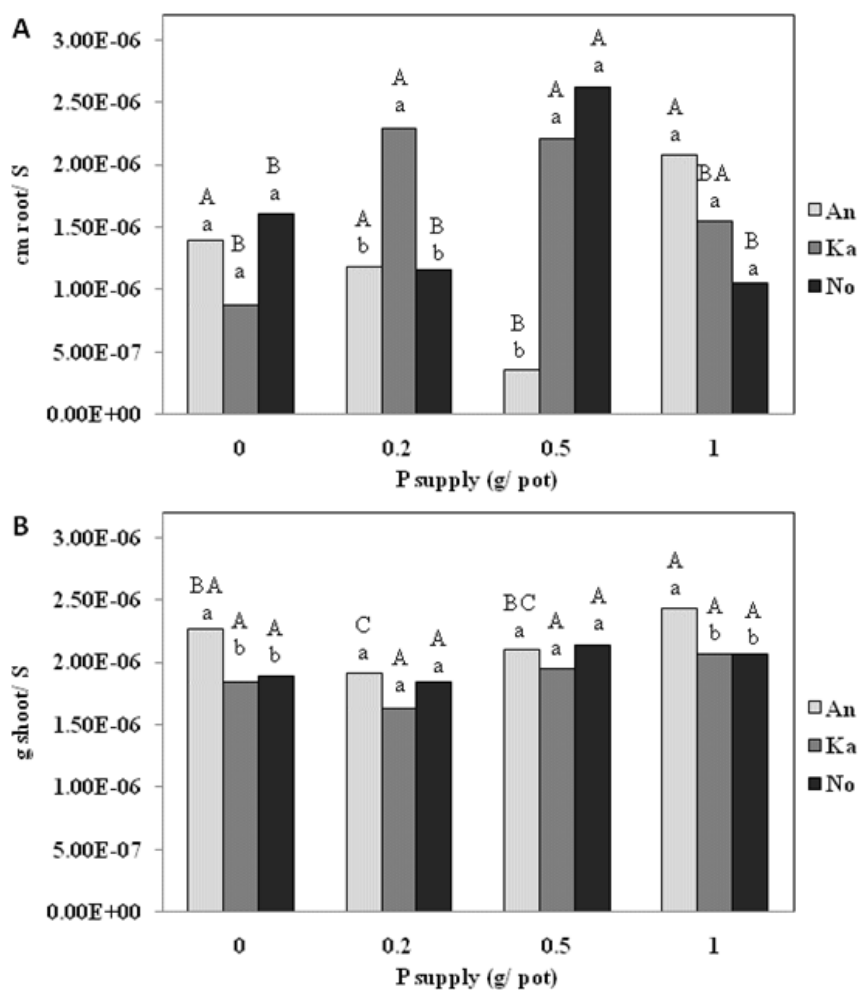 A
cm root/ S
3.00E-06
2.50E-06
2.00E-06
1.50E-06
1.00E-06
5.00E-07
0.00E+00
A
a
B
a
B
a
A
b
A
a
B
b
B
b
A
a
A
a
A
a
BA
a
B
a
0 0.2 0.5 1
P supply (g/ pot)
An
Ka
No
B
g shoot/ S
3.00E-06
2.50E-06
2.00E-06
1.50E-06
1.00E-06
5.00E-07
0.00E+00
BA
a
A
b
A
b
C
a
A
a
A
a
BC
a
A
a
A
a
A
a
A
b
A
b
0 0.2 0.5 1
P supply (g/ pot)
An
Ka
No